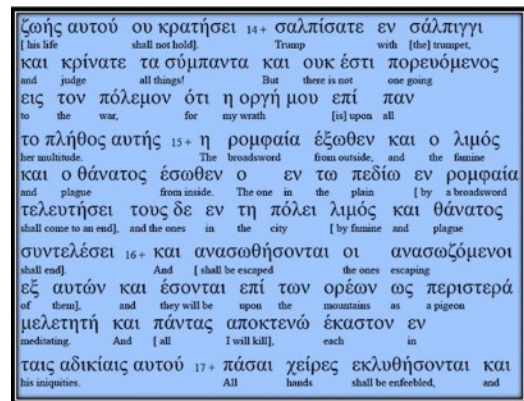 ζωής αυτού ου κρατήσει 14+ σαλπίσατε εν σάλπιγγι
[ his life shall not hold]. Trump with [the] trumpet,
και κρίνατε τα σύμπαντα και ουκ έστι πορευόμενος
and judge all things! But there is not one going
εις τον πόλεμον ότι η οργή μου επί παν
to the war, for my wrath [is] upon all
το πλήθος αυτής 15+ η ρομφαία έξωθεν και ο λιμός
her multitude. The broadsword from outside, and the famine
και ο θάνατος έσωθεν ο εν τω πεδίω εν ρομφαία
and plague from inside. The one in the plain [ by a broadsword
τελευτήσει τους δε εν τη πόλει λιμός και θάνατος
shall come to an end], and the ones in the city [ by famine and plague
συντελέσει 16+ και ανασωθήσονται οι ανασωζόμενοι
shall end]. And [ shall be escaped the ones escaping
εξ αυτών και έσονται επί των ορέων ως περιστερά
of them], and they will be upon the mountains as a pigeon
μελετητή και πάντας αποκτενώ έκαστον εν
meditating. And [ all I will kill], each in
ταις αδικίαις αυτού 17+ πάσαι χείρες εκλυθήσονται και
his iniquities. All hands shall be enfeebled, and